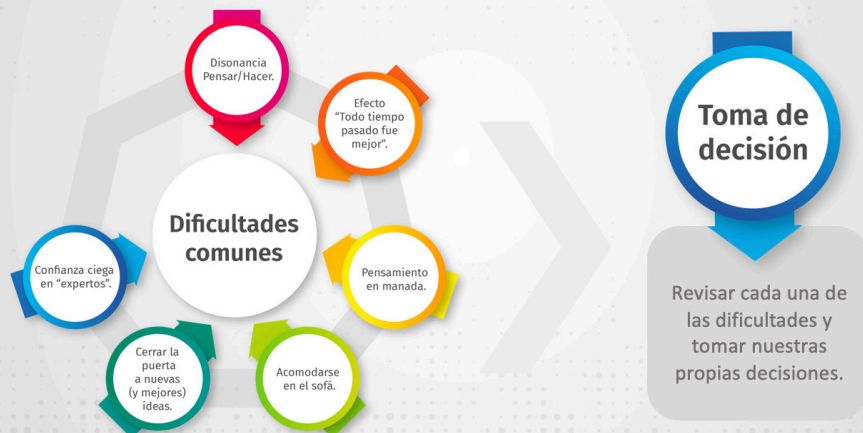 Disonancia
Pensar/Hacer.
Efecto
“Todo tiempo
pasado fue
mejor”.
Dificultades
comunes
Pensamiento
en manada.
Acomodarse
en el sofá.
Cerrar la
puerta
a nuevas
(y mejores)
ideas.
Confianza ciega
en “expertos”.
Toma de
decisión
Revisar cada una de
las dificultades y
tomar nuestras
propias decisiones.